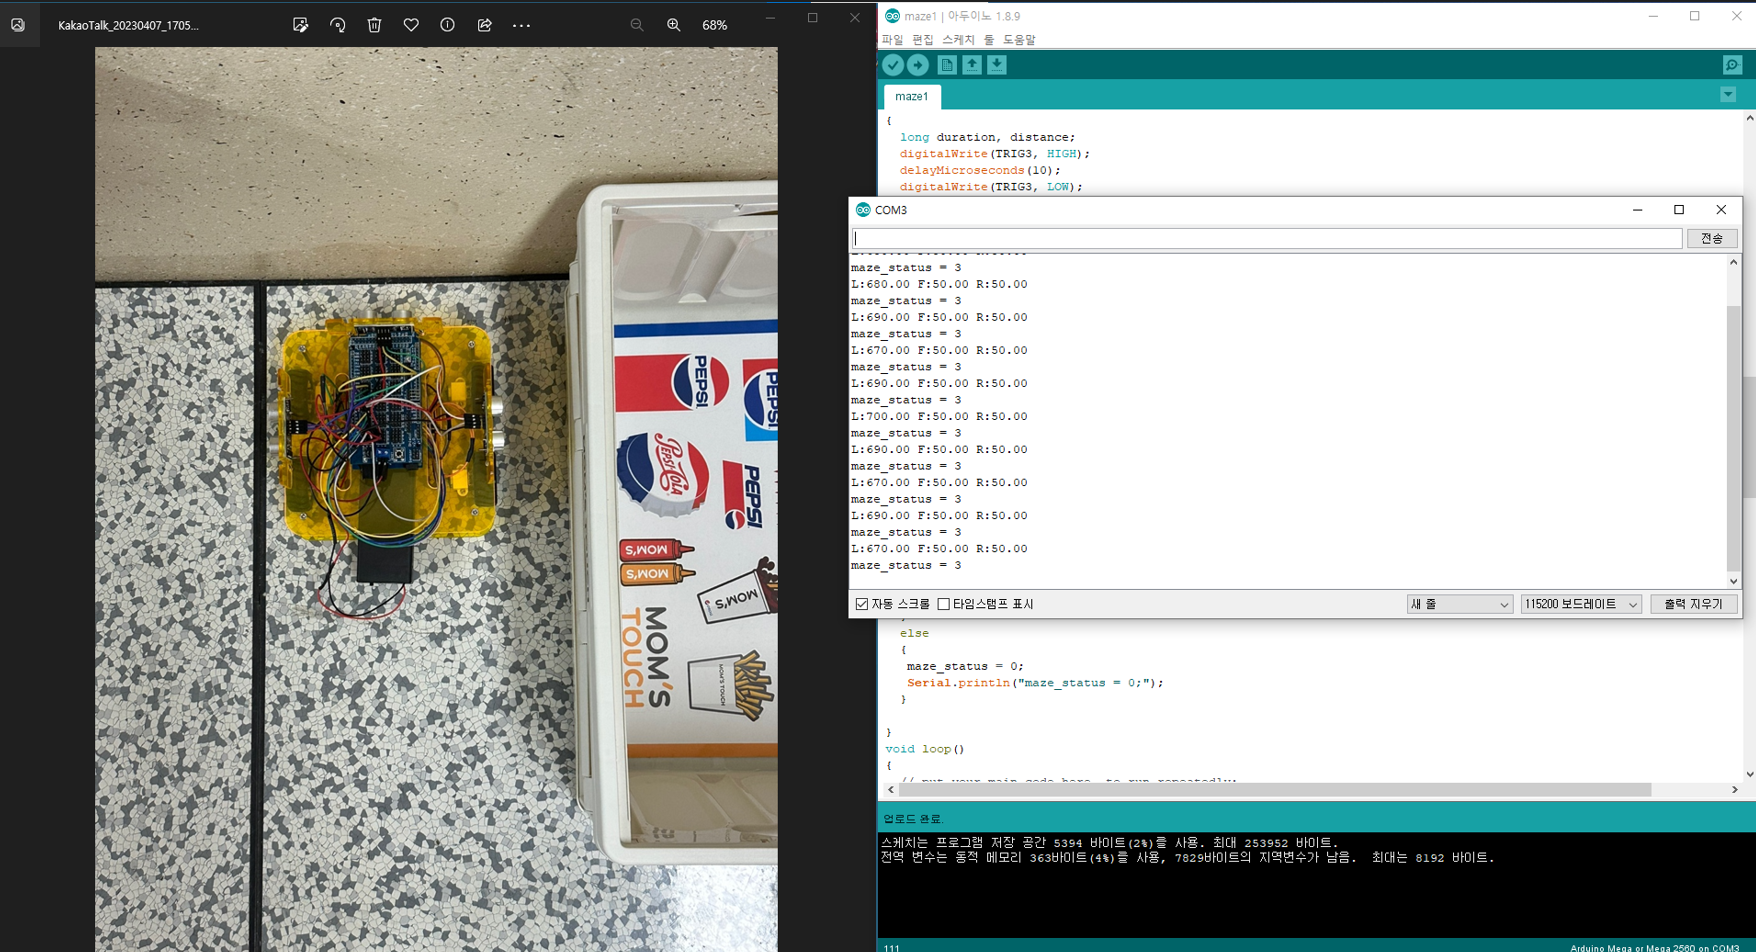 KakaoTalk_20230407_1705...
68%
PEPSI
PEPSI
PEPSI-COLA
PEPSI
MOM'S
MOM'S
MOM'S
MOM'S
TOUCH
MOM'S TOUCH
maze1 | 아두이노 1.8.9
파일 편집 스케치 툴 도움말
maze1
{
long duration, distance;
digitalWrite(TRIG3, HIGH);
delayMicroseconds(10);
digitalWrite(TRIG3, LOW);
COM3
전송
maze_status = 3
L:680.00 F:50.00 R:50.00
maze_status = 3
L:690.00 F:50.00 R:50.00
maze_status = 3
L:670.00 F:50.00 R:50.00
maze_status = 3
L:690.00 F:50.00 R:50.00
maze_status = 3
L:700.00 F:50.00 R:50.00
maze_status = 3
L:690.00 F:50.00 R:50.00
maze_status = 3
L:670.00 F:50.00 R:50.00
maze_status = 3
L:690.00 F:50.00 R:50.00
maze_status = 3
L:670.00 F:50.00 R:50.00
maze_status = 3
자동 스크롤 타임스탬프 표시 새 줄 115200 보드레이트 출력 지우기
else
{
maze_status = 0;
Serial.println("maze_status = 0;");
}
}
void loop()
{
// put your main code here, to run repeatedly:
업로드 완료.
스케치는 프로그램 저장 공간 5394 바이트(2%)를 사용. 최대 253952 바이트.
전역 변수는 동적 메모리 363바이트(4%)를 사용, 7829바이트의 지역변수가 남음.  최대는 8192 바이트.
111 Arduino Mega or Mega 2560 on COM3